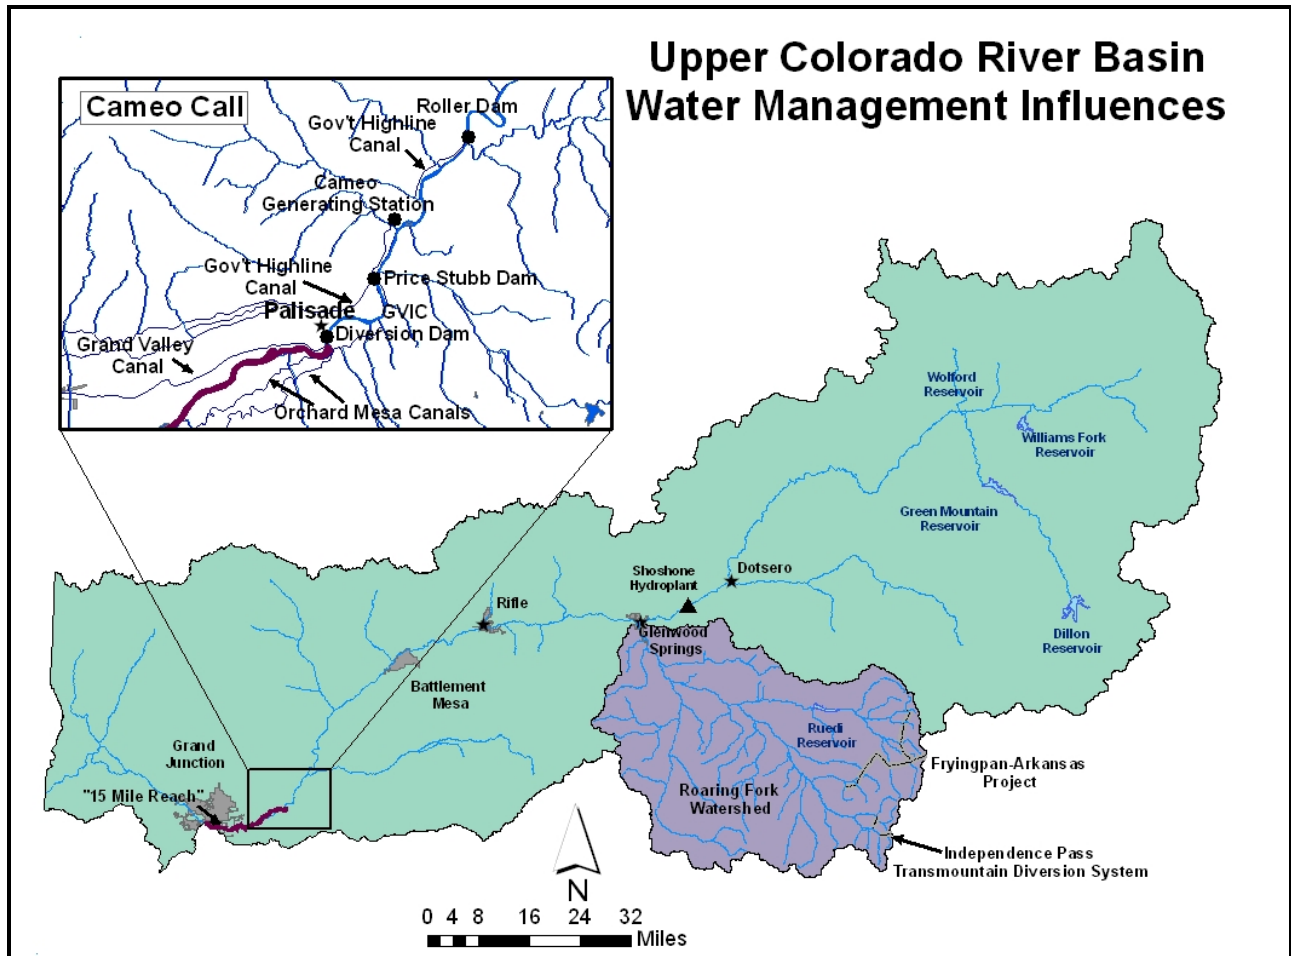 Upper Colorado River Basin
Water Management Influences
Cameo Call
Roller Dam
Gov't Highline
Canal
Cameo
Generating Station
Gov't Highline
Canal
Price Stubb Dam
Palisade
GVIC
Diversion Dam
Grand Valley
Canal
Orchard Mesa Canals
Wolford
Reservoir
Williams Fork
Reservoir
Green Mountain
Reservoir
Dillon
Reservoir
Dotsero
Shoshone
Hydroplant
Rifle
Glenwood
Springs
Battlement
Mesa
Grand
Junction
"15 Mile Reach"
Ruedi
Reservoir
Roaring Fork
Watershed
Fryingpan-Arkansas
Project
Independence Pass
Transmountain Diversion System
N
0 4 8 16 24 32
Miles